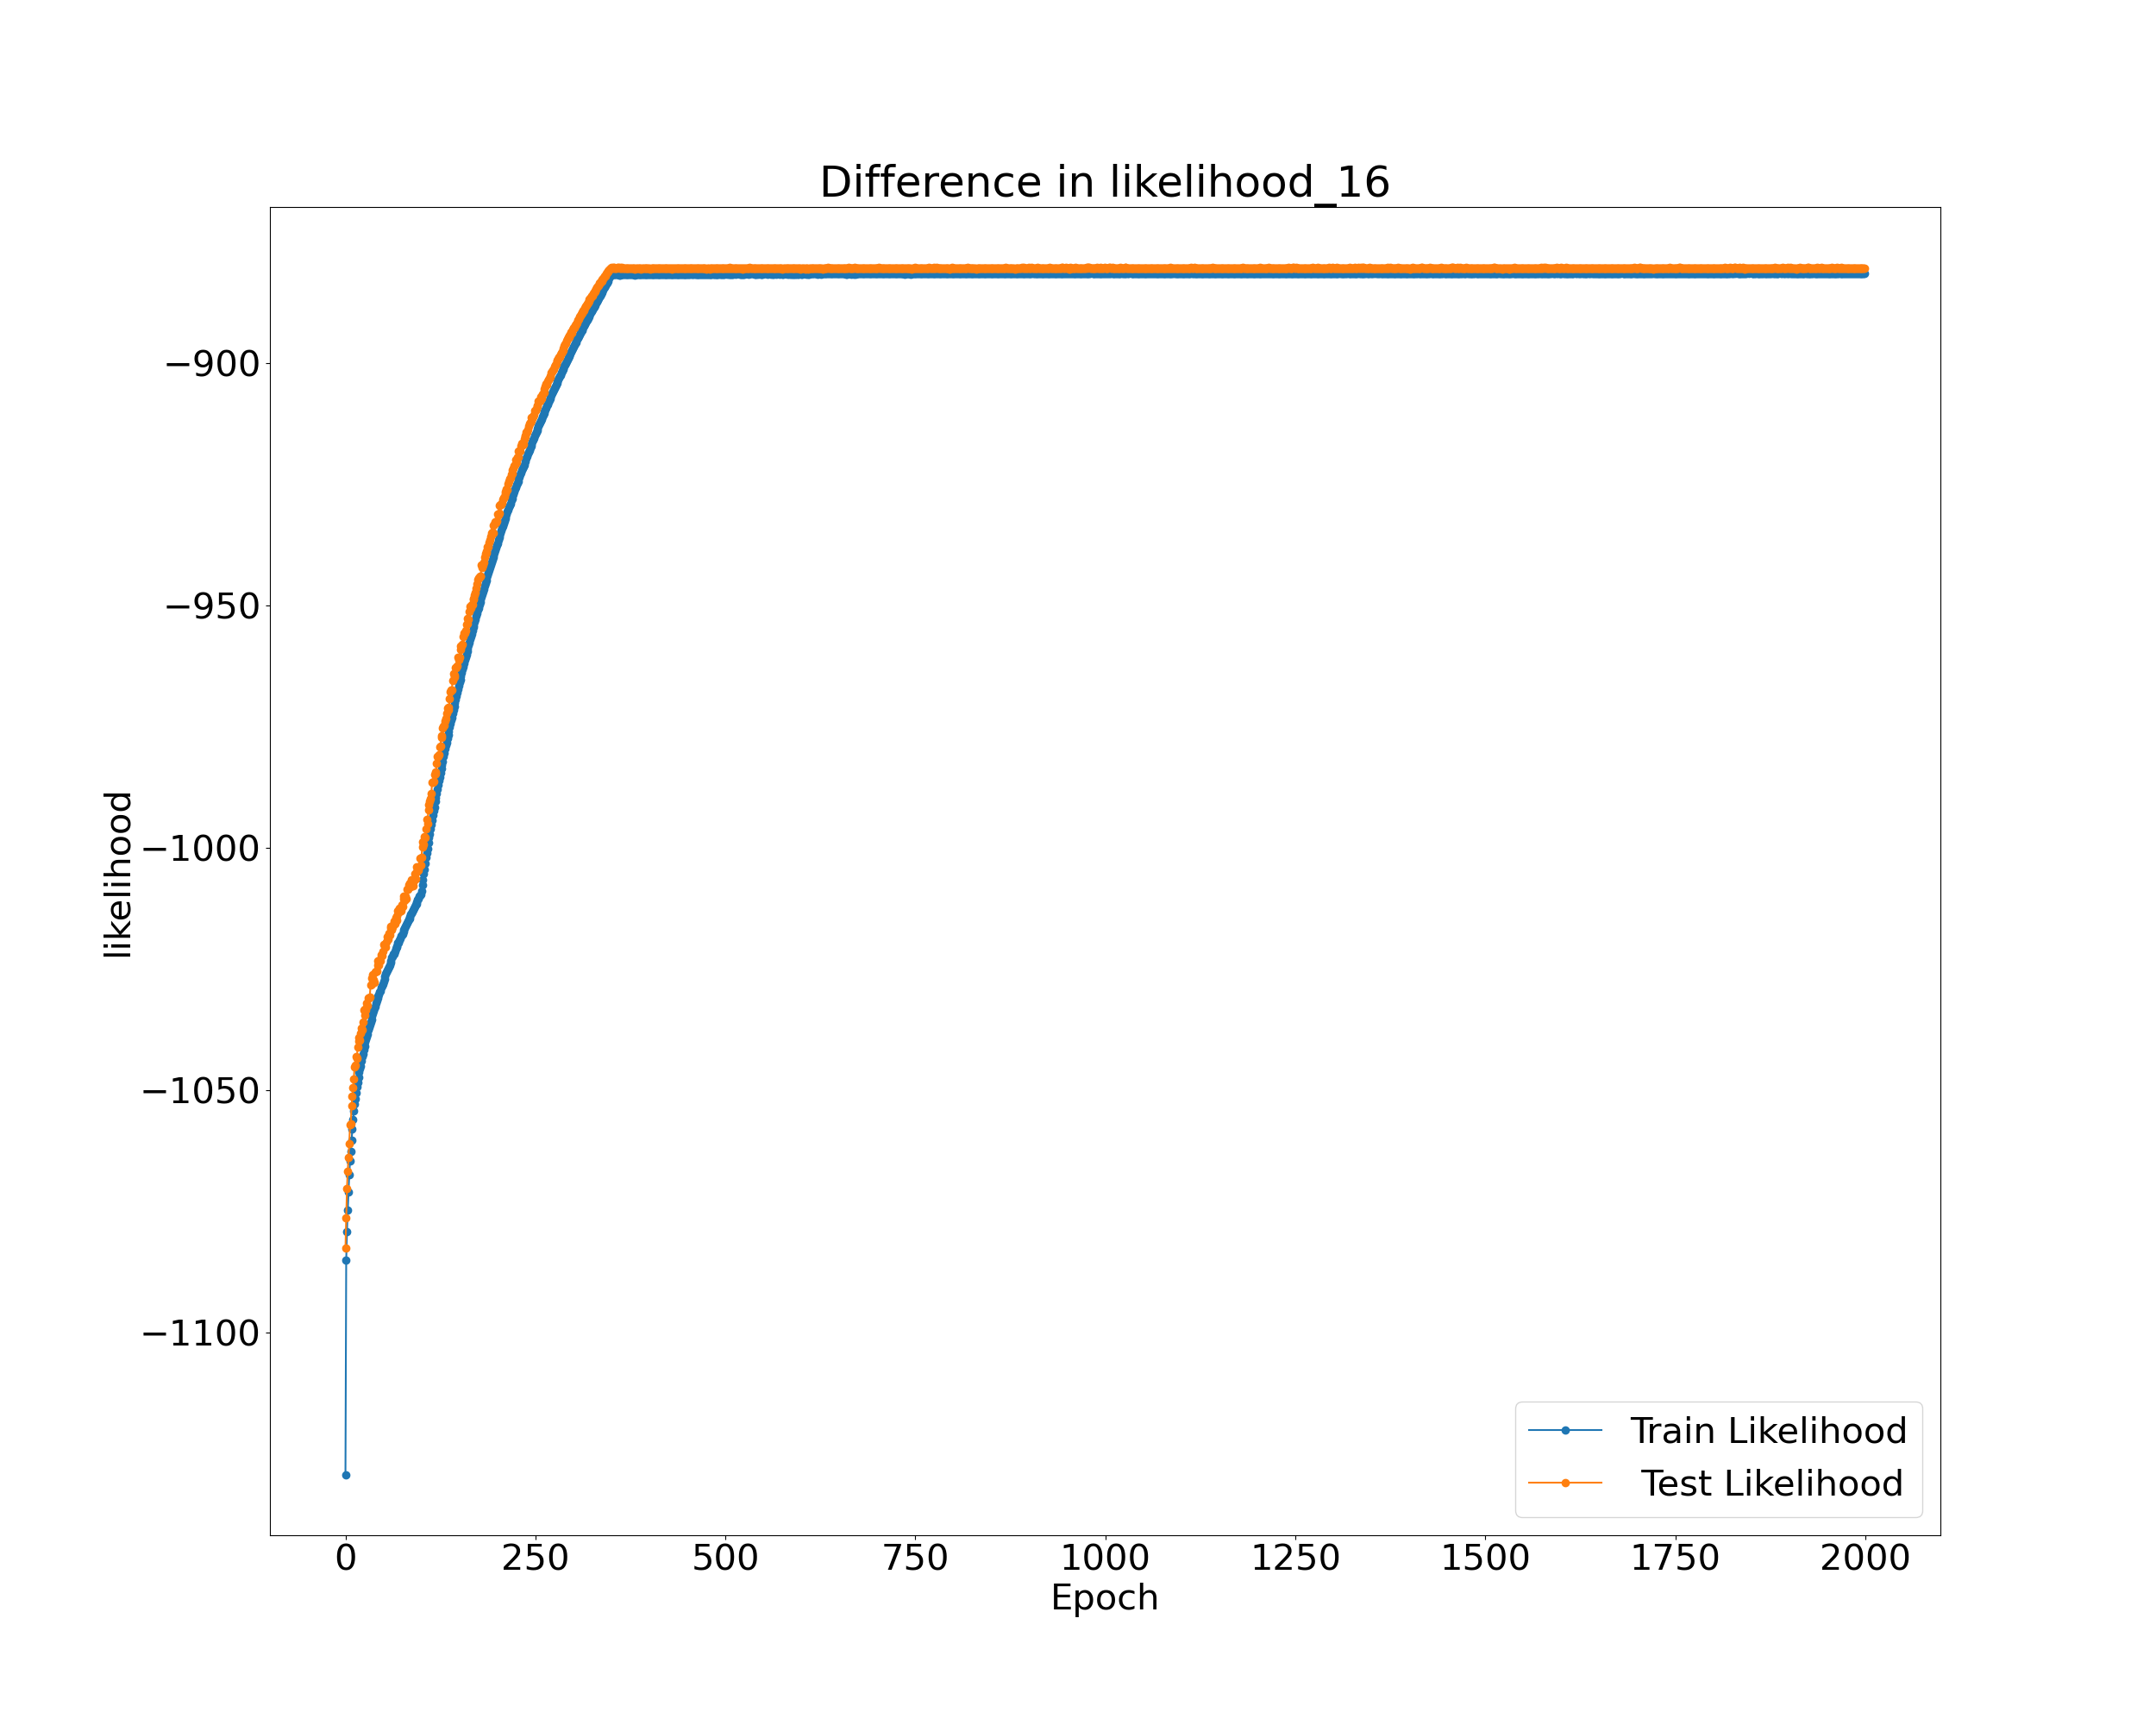 Difference in likelihood_16
likelihood
−900
−950
−1000
−1050
−1100
0 250 500 750 1000 1250 1500 1750 2000
Epoch
Train Likelihood
Test Likelihood